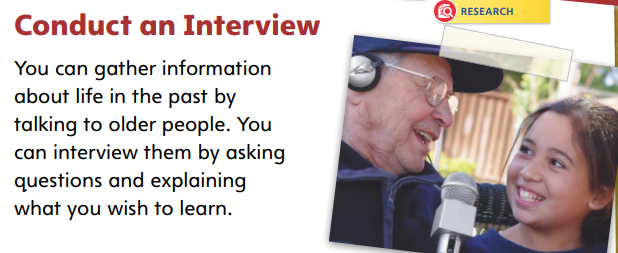 Conduct an Interview
RESEARCH
You can gather information
about life in the past by
talking to older people. You
can interview them by asking
questions and explaining
what you wish to learn.